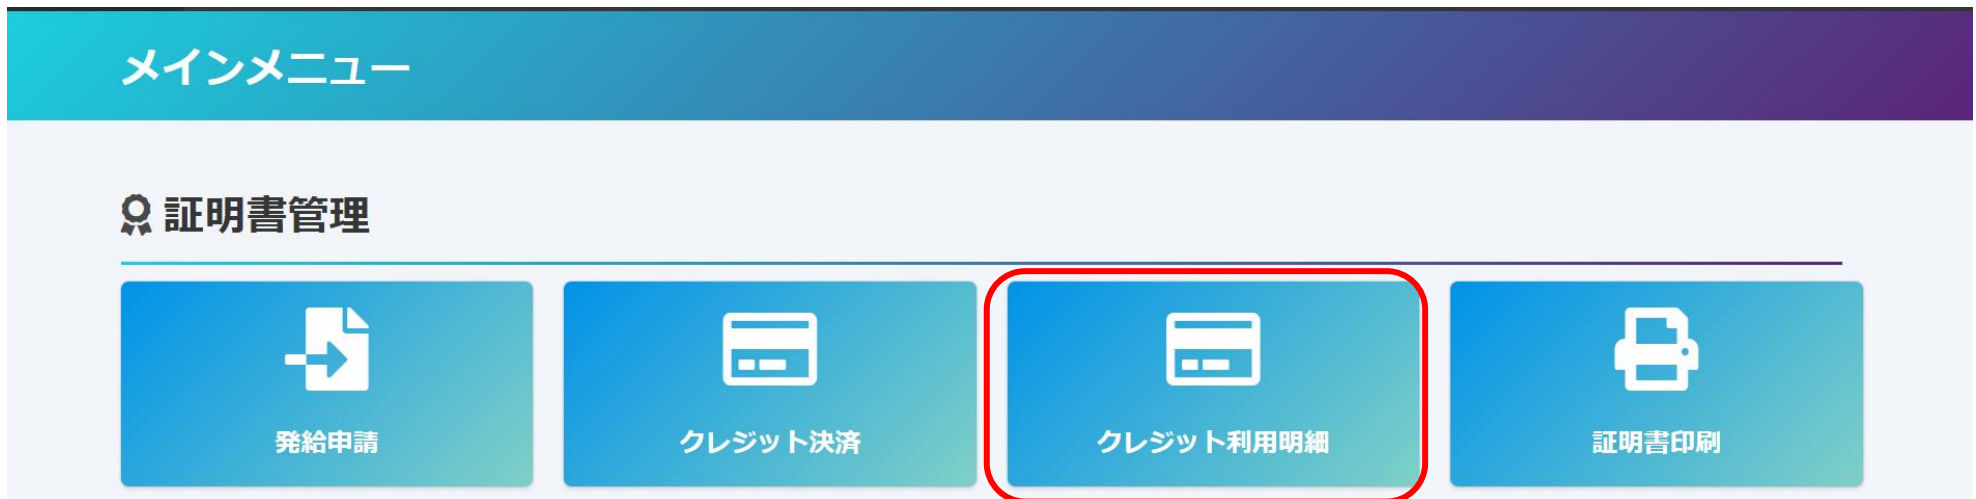 メインメニュー
証明書管理
発給申請
クレジット決済
クレジット利用明細
証明書印刷